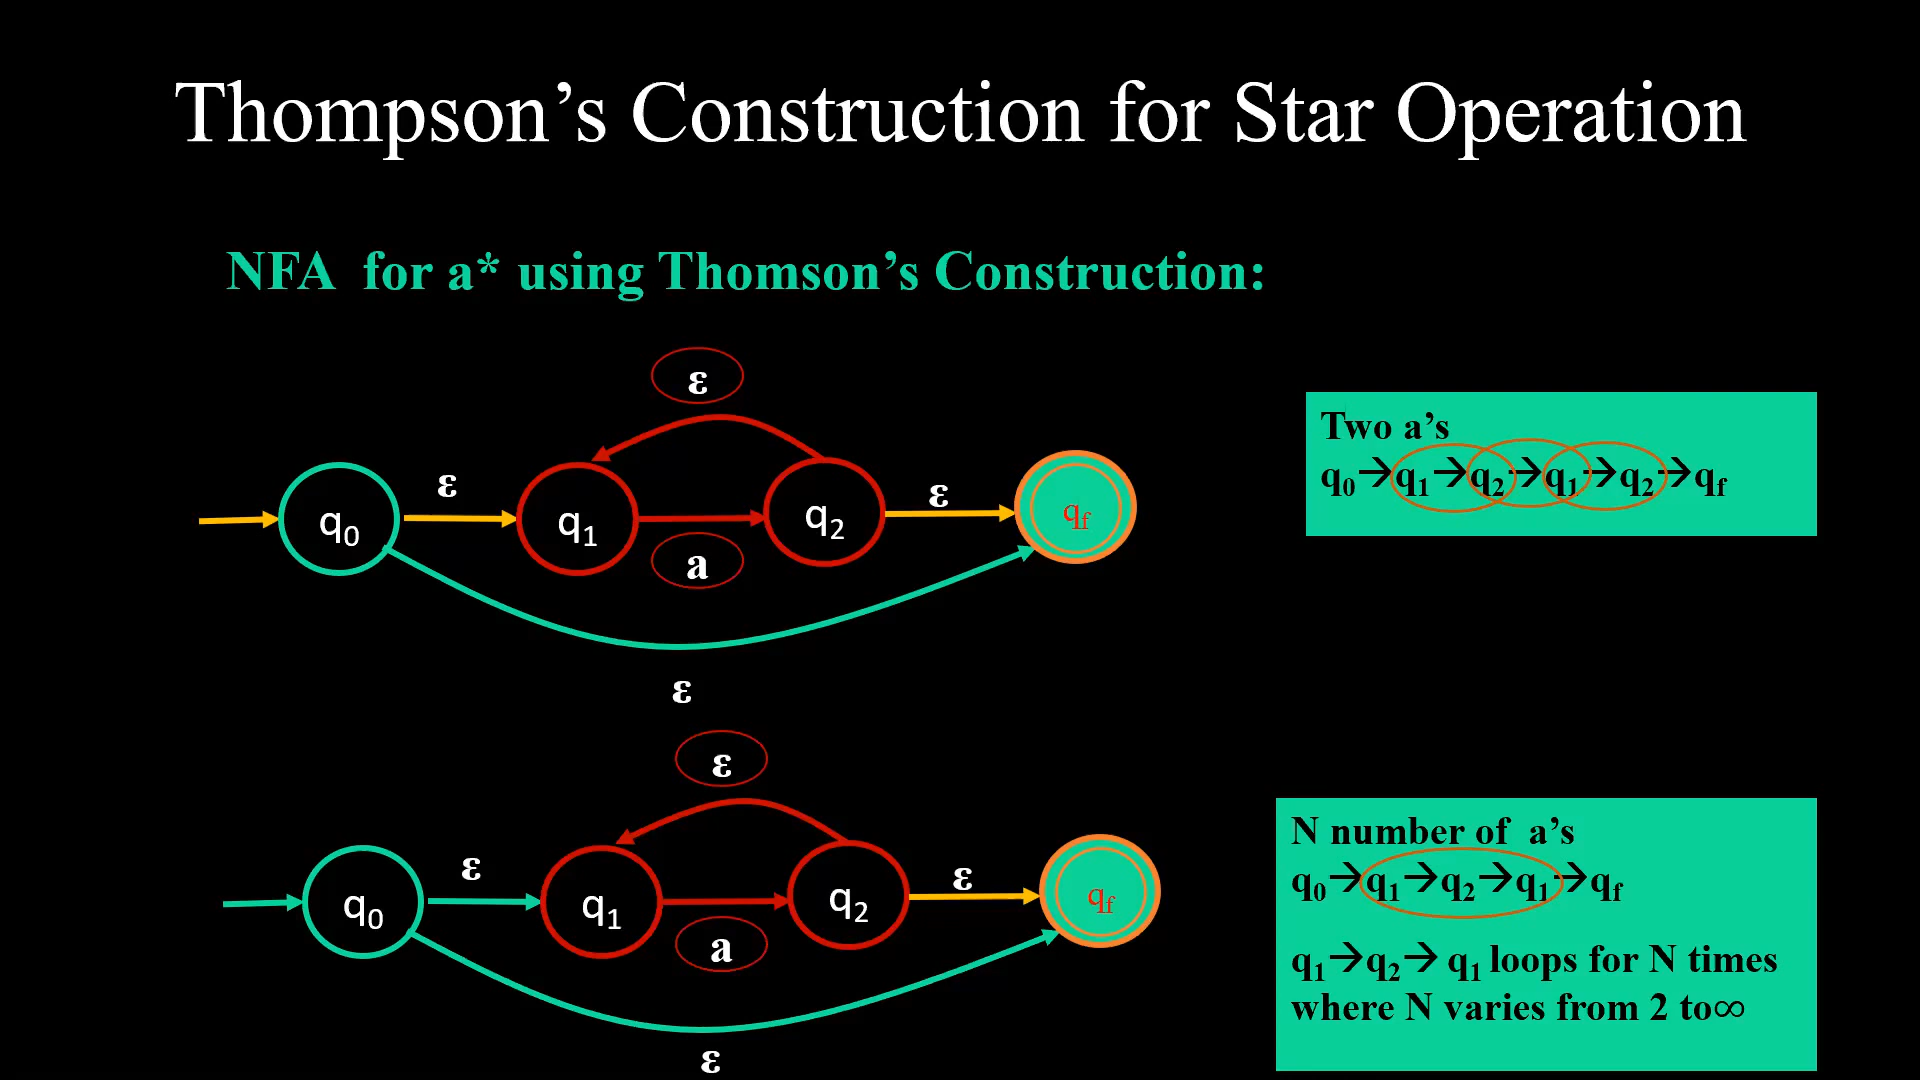 Thompson’s Construction for Star Operation
NFA for a* using Thomson’s Construction:
ε
ε
ε
q0
q1
q2
qf
a
ε
Two a’s
q0→q1→q2→q1→q2→qf
ε
ε
ε
q0
q1
q2
qf
a
ε
N number of a’s
q0→q1→q2→q1→qf
q1→q2→ q1 loops for N times
where N varies from 2 to∞